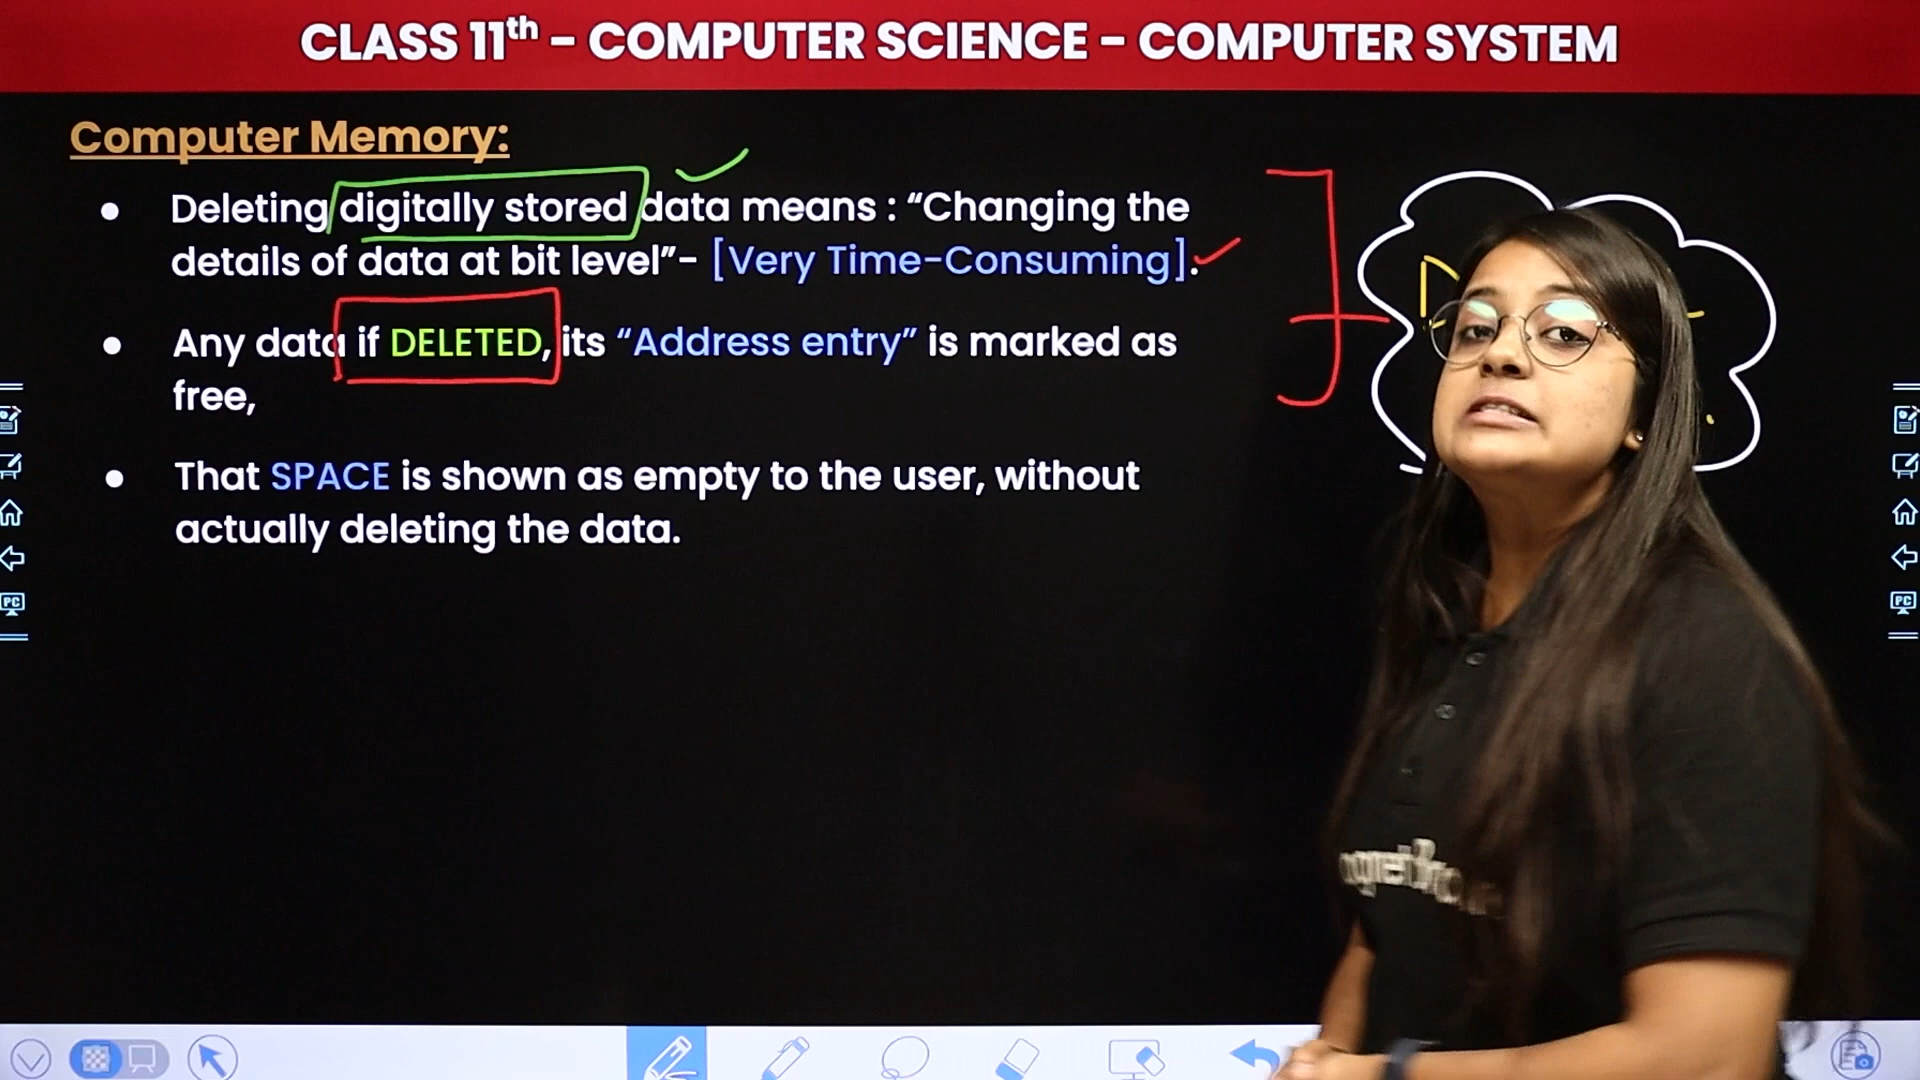 CLASS 11th - COMPUTER SCIENCE - COMPUTER SYSTEM
Computer Memory:
● Deleting digitally stored data means : “Changing the
details of data at bit level”- [Very Time-Consuming].
● Any data if DELETED, its “Address entry” is marked as
free,
● That SPACE is shown as empty to the user, without
actually deleting the data.
PC
PC